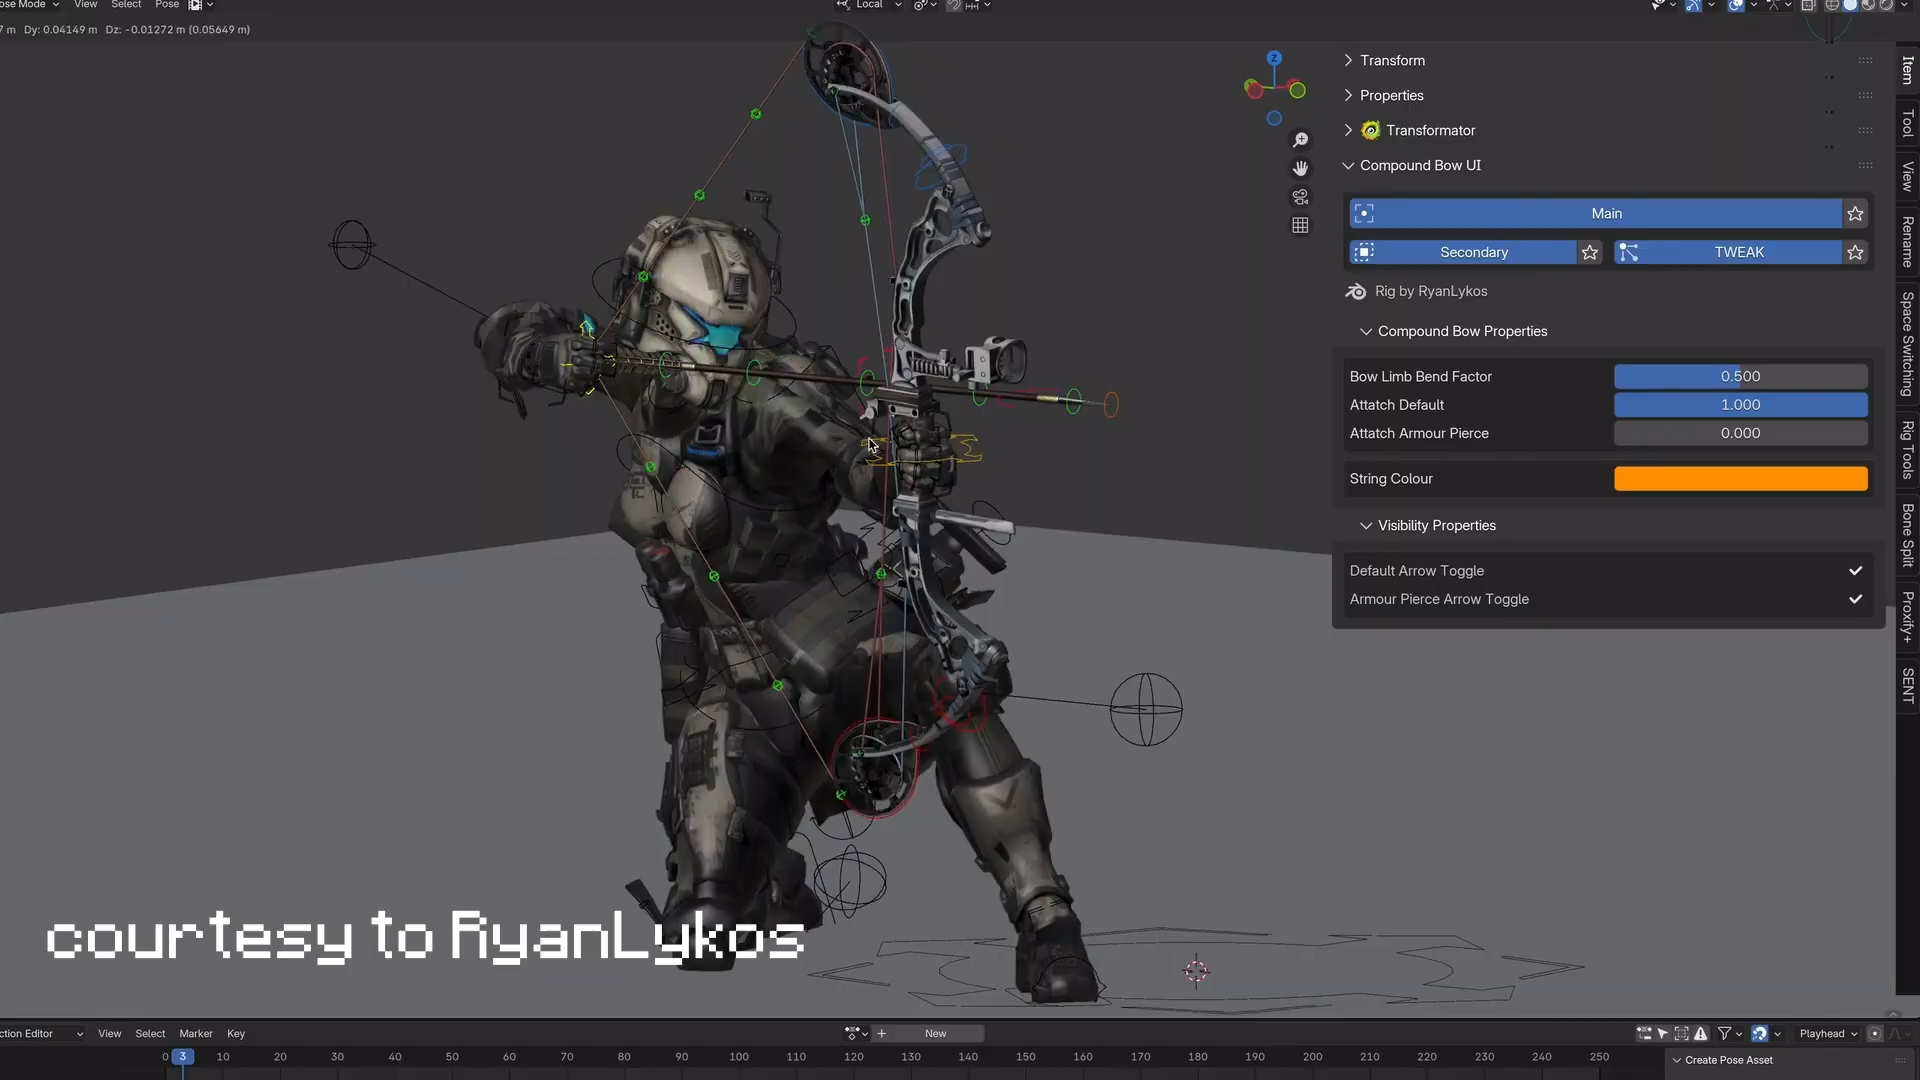 ose Mode View Select Pose Local
7 m Dy: 0.04149 m Dz: -0.01272 m (0.05649 m)
Z
Transform
Properties
Transformator
Compound Bow UI
Main
Secondary TWEAK
Rig by RyanLykos
Compound Bow Properties
Bow Limb Bend Factor 0.500
Attatch Default 1.000
Attatch Armour Pierce 0.000
String Colour
Visibility Properties
Default Arrow Toggle
Armour Pierce Arrow Toggle
Item
Tool
View
Rename
Space Switching
Rig Tools
Bone Split
Proxify+
SENT
courtesy to RyanLykos
ction Editor View Select Marker Key New Playhead
0 3 10 20 30 40 50 60 70 80 90 100 110 120 130 140 150 160 170 180 190 200 210 220 230 240 250
Create Pose Asset